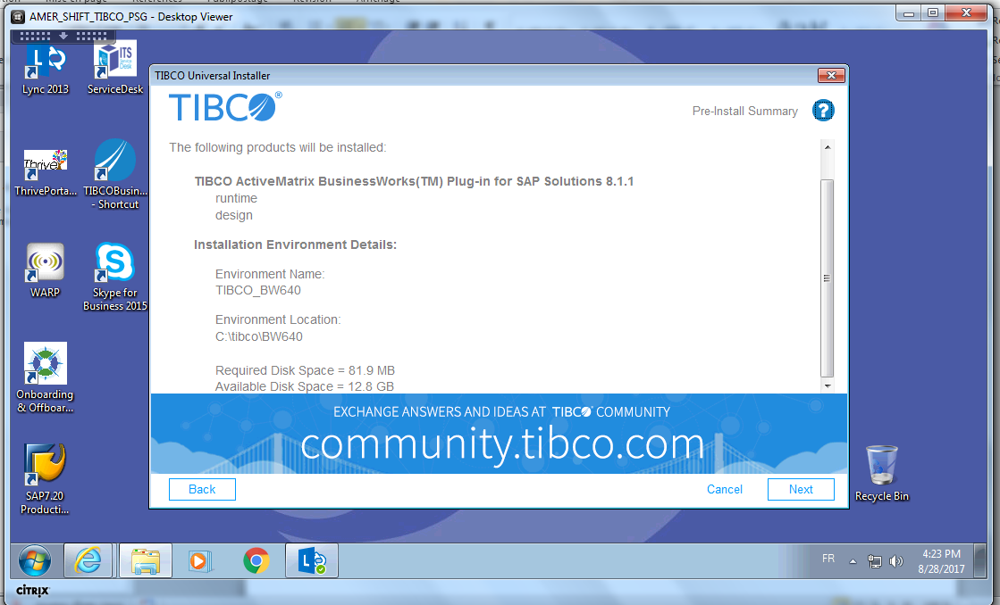 AMER_SHIFT_TIBCO_PSG - Desktop Viewer
Lync 2013
ITS
Service
Desk
ServiceDesk
Thrive
ThrivePorta...
TIBCOBusin...
- Shortcut
WARP
Skype for
Business 2015
Onboarding
& Offboar...
SAP7.20
Producti...
TIBCO Universal Installer
TIBCO®
Pre-Install Summary
?
The following products will be installed:
TIBCO ActiveMatrix BusinessWorks(TM) Plug-in for SAP Solutions 8.1.1
runtime
design
Installation Environment Details:
Environment Name:
TIBCO_BW640
Environment Location:
C:\tibco\BW640
Required Disk Space = 81.9 MB
Available Disk Space = 12.8 GB
EXCHANGE ANSWERS AND IDEAS AT TIBCO COMMUNITY
community.tibco.com
Back
Cancel
Next
Recycle Bin
FR
4:23 PM
8/28/2017
CITRIX